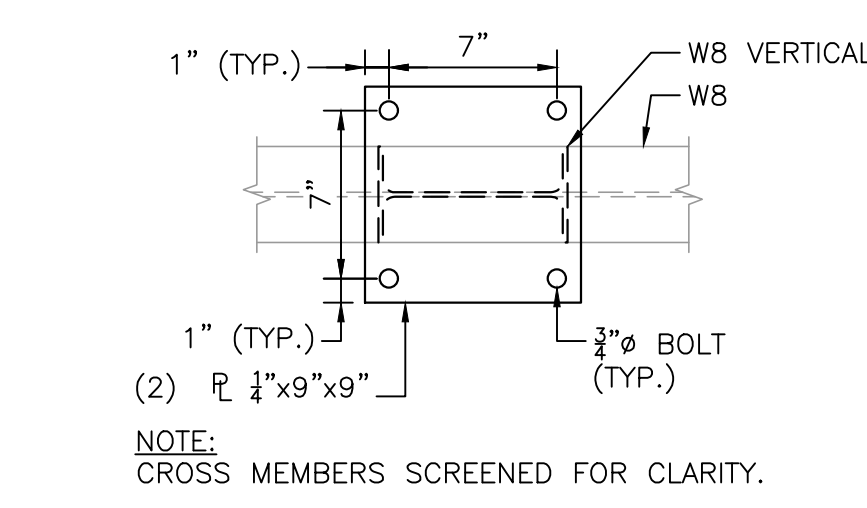 7”
1” (TYP.)
W8 VERTICAL
W8
7”
1” (TYP.)
¾”ø BOLT
(TYP.)
(2) ℄ ¼”x9”x9”
NOTE:
CROSS MEMBERS SCREENED FOR CLARITY.